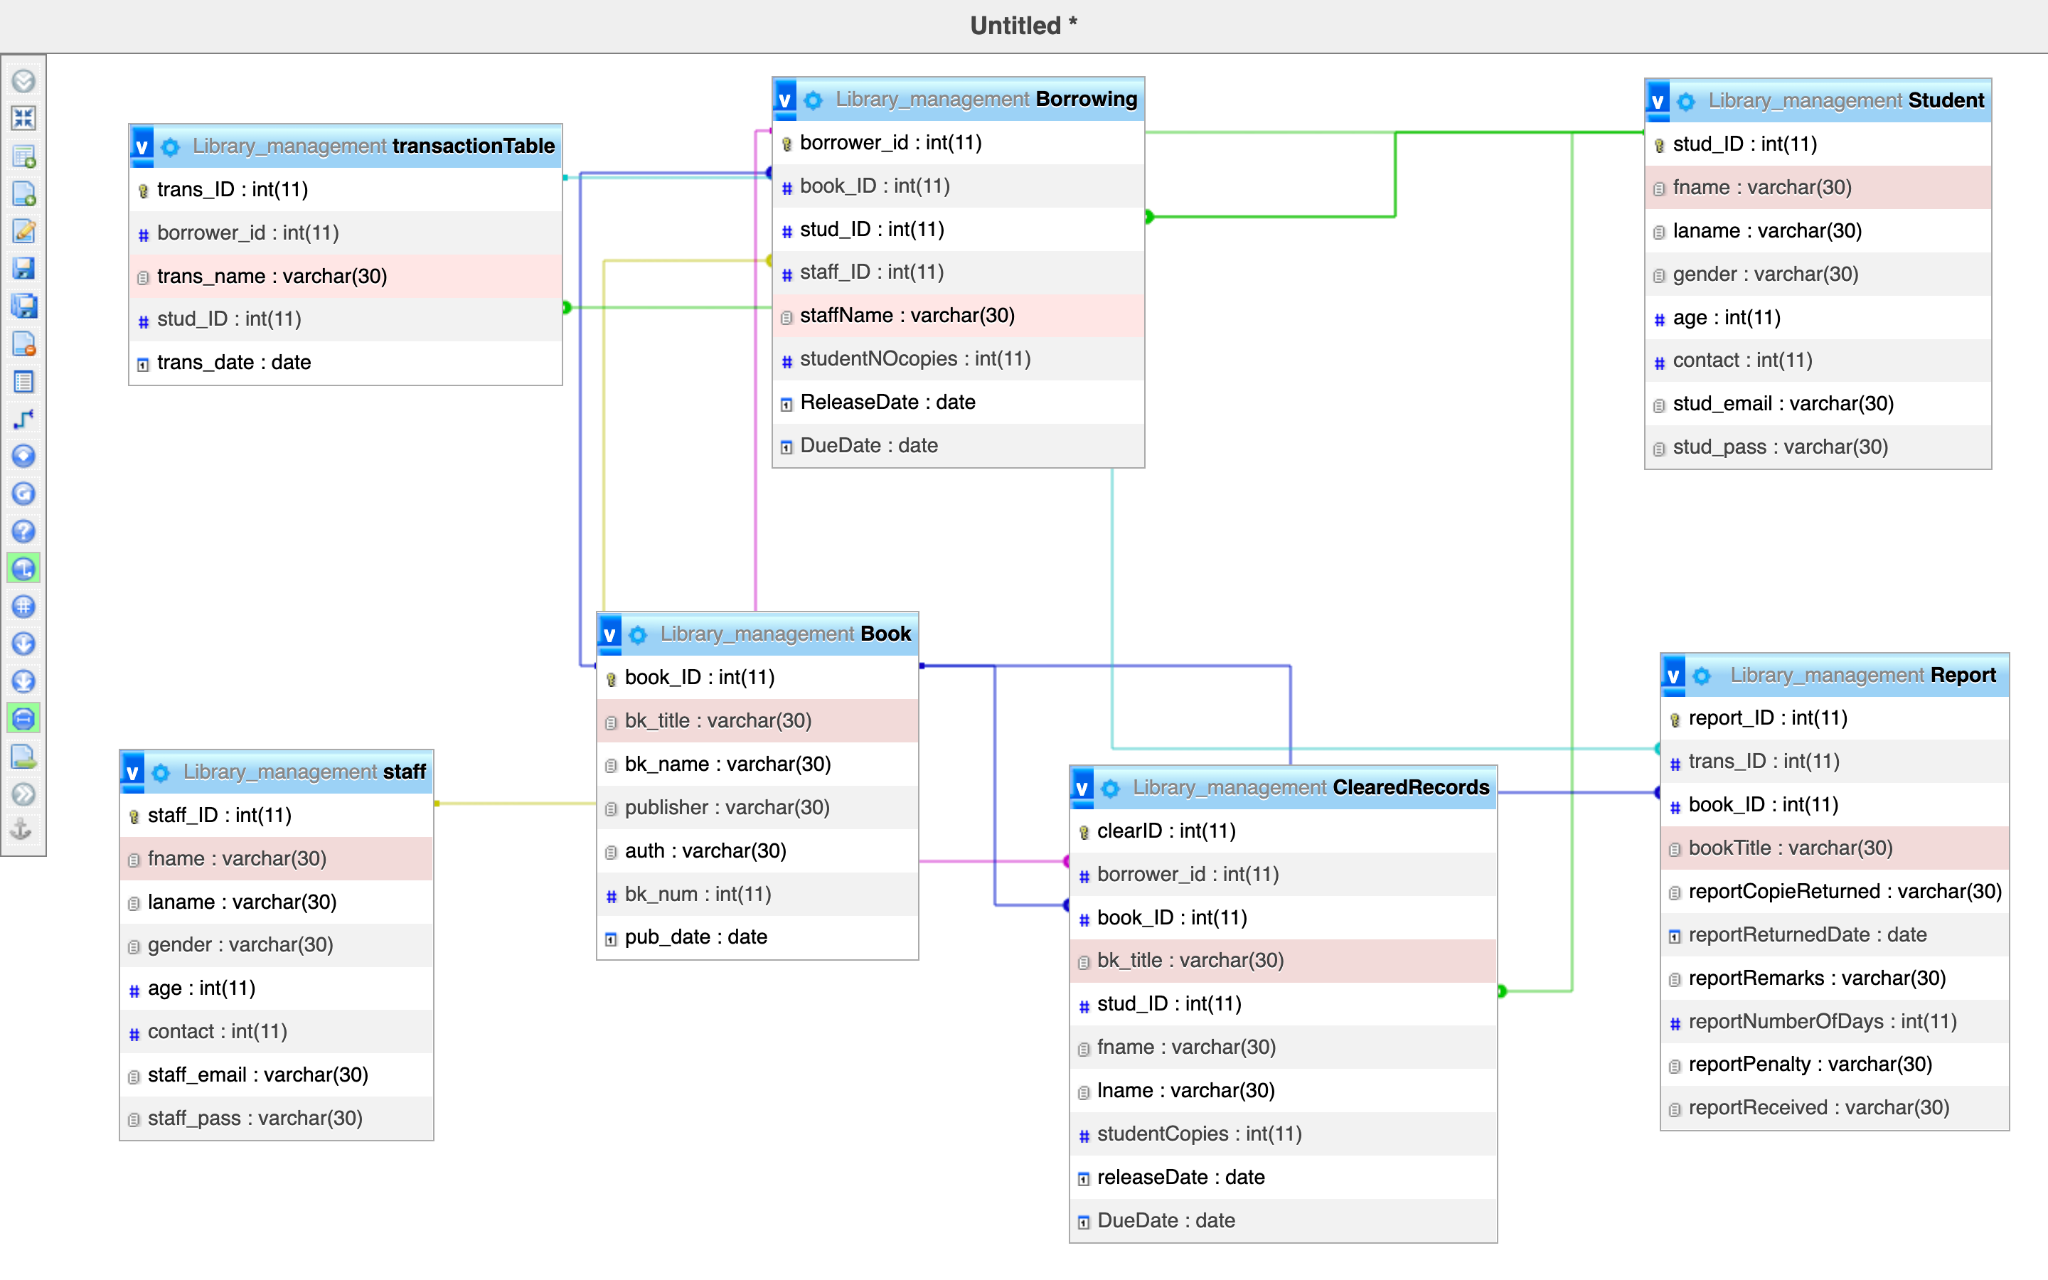 Untitled *
Library_management transactionTable
trans_ID : int(11)
borrower_id : int(11)
trans_name : varchar(30)
stud_ID : int(11)
trans_date : date
Library_management Borrowing
borrower_id : int(11)
book_ID : int(11)
stud_ID : int(11)
staff_ID : int(11)
staffName : varchar(30)
studentNOcopies : int(11)
ReleaseDate : date
DueDate : date
Library_management Student
stud_ID : int(11)
fname : varchar(30)
laname : varchar(30)
gender : varchar(30)
age : int(11)
contact : int(11)
stud_email : varchar(30)
stud_pass : varchar(30)
Library_management staff
staff_ID : int(11)
fname : varchar(30)
laname : varchar(30)
gender : varchar(30)
age : int(11)
contact : int(11)
staff_email : varchar(30)
staff_pass : varchar(30)
Library_management Book
book_ID : int(11)
bk_title : varchar(30)
bk_name : varchar(30)
publisher : varchar(30)
auth : varchar(30)
bk_num : int(11)
pub_date : date
Library_management ClearedRecords
clearID : int(11)
borrower_id : int(11)
book_ID : int(11)
bk_title : varchar(30)
stud_ID : int(11)
fname : varchar(30)
lname : varchar(30)
studentCopies : int(11)
releaseDate : date
DueDate : date
Library_management Report
report_ID : int(11)
trans_ID : int(11)
book_ID : int(11)
bookTitle : varchar(30)
reportCopieReturned : varchar(30)
reportReturnedDate : date
reportRemarks : varchar(30)
reportNumberOfDays : int(11)
reportPenalty : varchar(30)
reportReceived : varchar(30)